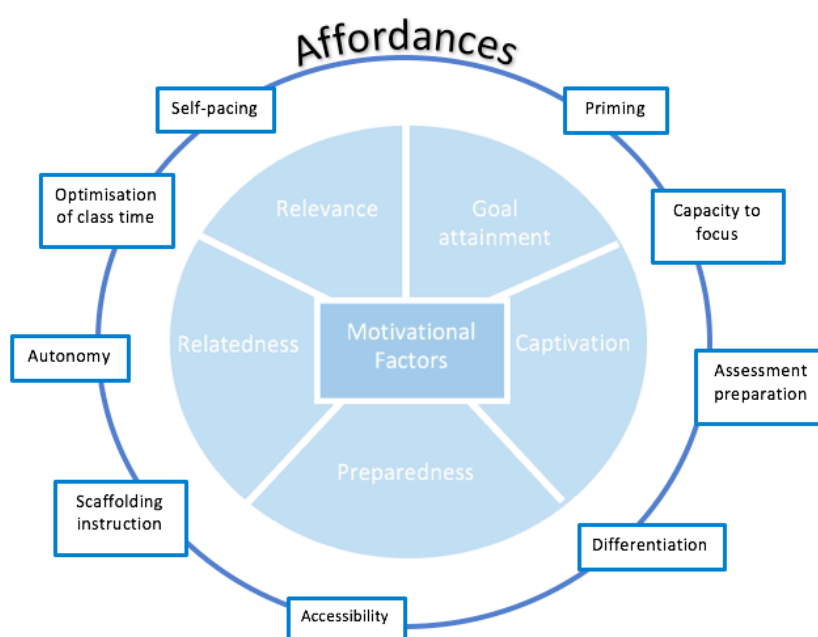 Affordances
Self-pacing
Priming
Optimisation
of class time
Capacity to
focus
Relevance
Goal
attainment
Autonomy
Relatedness
Motivational
Factors
Captivation
Assessment
preparation
Preparedness
Scaffolding
instruction
Differentiation
Accessibility